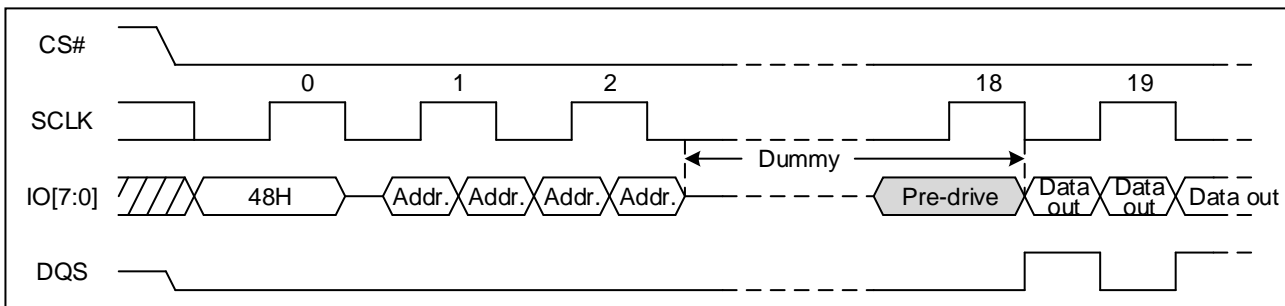 CS#
0 1 2 18 19
SCLK
Dummy
IO[7:0] 48H Addr. Addr. Addr. Addr. Pre-drive Data out Data out Data out
DQS